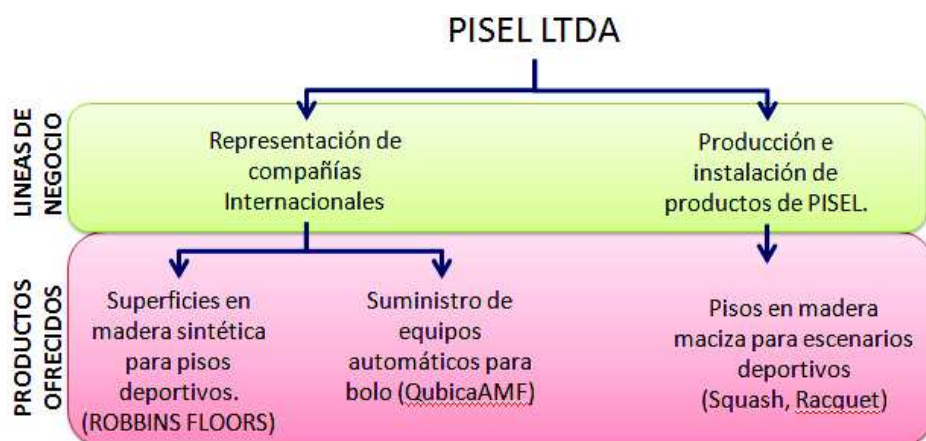 PISEL LTDA
LINEAS DE
NEGOCIO
Representación de
compañías
Internacionales
Producción e
instalación de
productos de PISEL.
PRODUCTOS
OFRECIDOS
Superficies en
madera sintética
para pisos
deportivos.
(ROBBINS FLOORS)
Suministro de
equipos
automáticos para
bolo (QubicaAMF)
Pisos en madera
maciza para escenarios
deportivos
(Squash, Racquet)